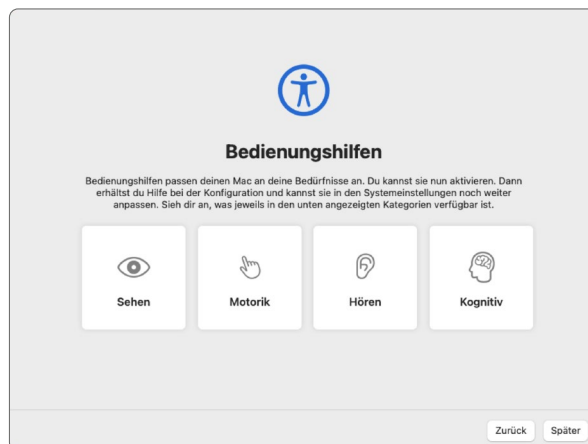 Bedienungshilfen
Bedienungshilfen passen deinen Mac an deine Bedürfnisse an. Du kannst sie nun aktivieren. Dann
erhältst du Hilfe bei der Konfiguration und kannst sie in den Systemeinstellungen noch weiter
anpassen. Sieh dir an, was jeweils in den unten angezeigten Kategorien verfügbar ist.
Sehen
Motorik
Hören
Kognitiv
Zurück
Später